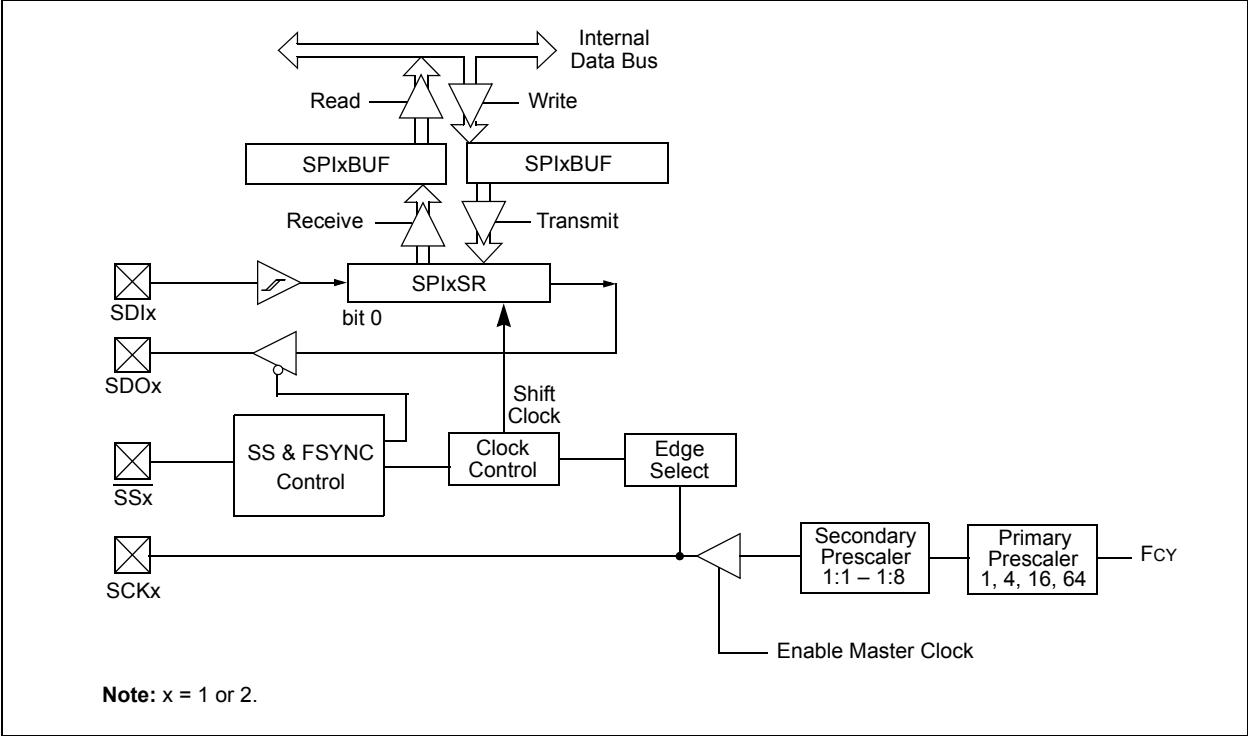 Internal
Data Bus
Read
Write
SPIxBUF
SPIxBUF
Receive
Transmit
SPIxSR
SDIx
bit 0
SDOx
Shift
Clock
SS & FSYNC
Control
Clock
Control
Edge
Select
SSx
Secondary
Prescaler
1:1 – 1:8
Primary
Prescaler
1, 4, 16, 64
FCY
SCKx
Enable Master Clock
Note: x = 1 or 2.